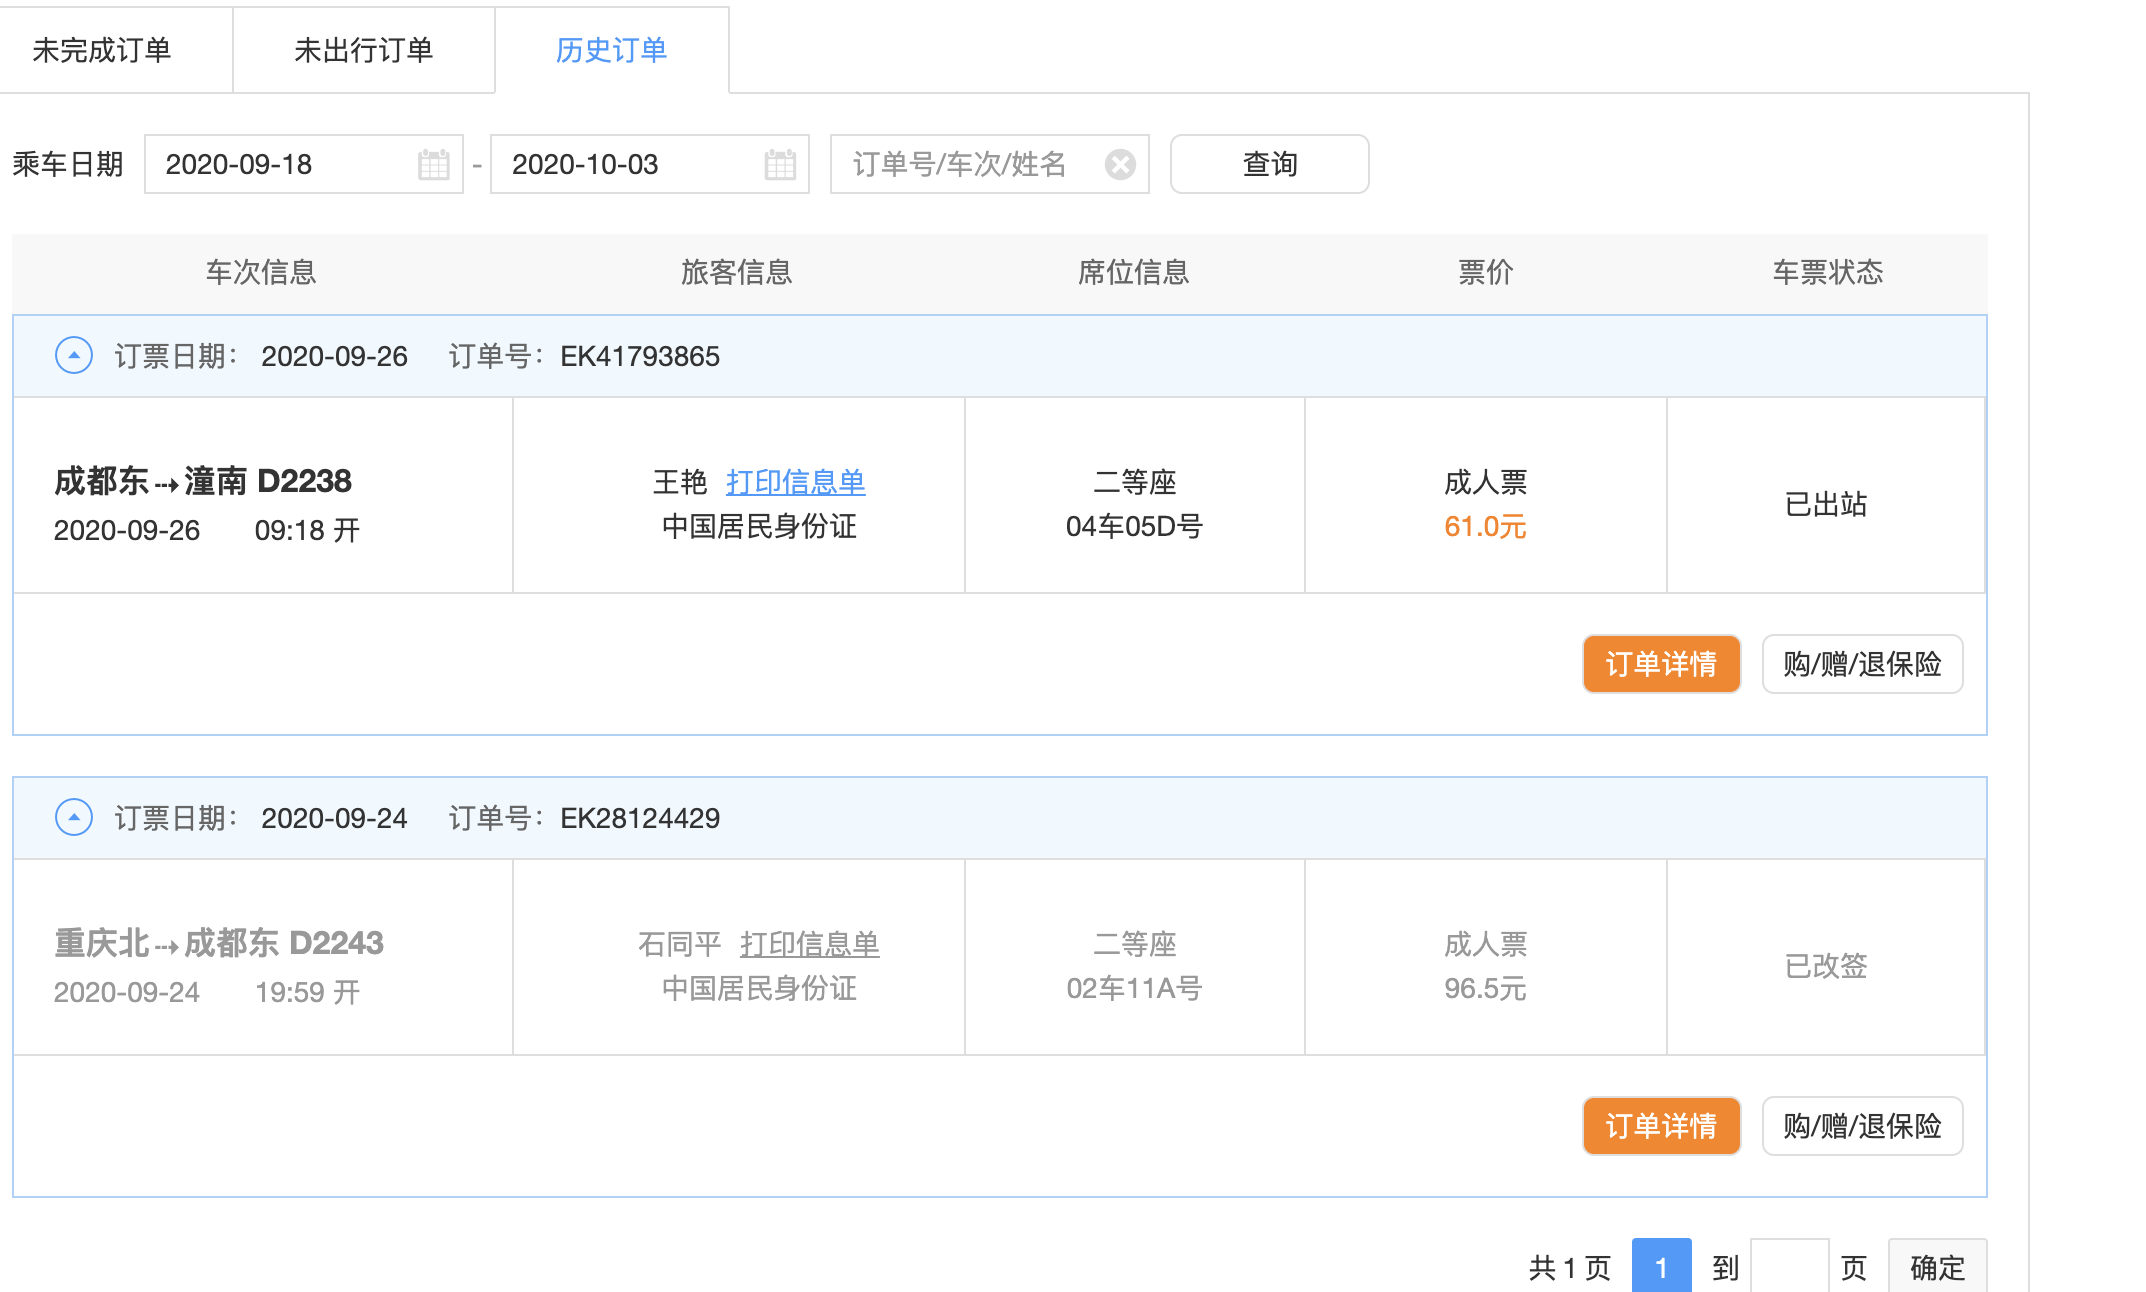 未完成订单 未出行订单 历史订单
乘车日期 2020-09-18 - 2020-10-03 订单号/车次/姓名 查询
车次信息 旅客信息 席位信息 票价 车票状态
订票日期： 2020-09-26 订单号： EK41793865
成都东⇢潼南 D2238 王艳 打印信息单 二等座 成人票 已出站
2020-09-26 09:18 开 中国居民身份证 04车05D号 61.0元
订单详情 购/赠/退保险
订票日期： 2020-09-24 订单号： EK28124429
重庆北⇢成都东 D2243 石同平 打印信息单 二等座 成人票 已改签
2020-09-24 19:59 开 中国居民身份证 02车11A号 96.5元
订单详情 购/赠/退保险
共 1 页 1 到 页 确定